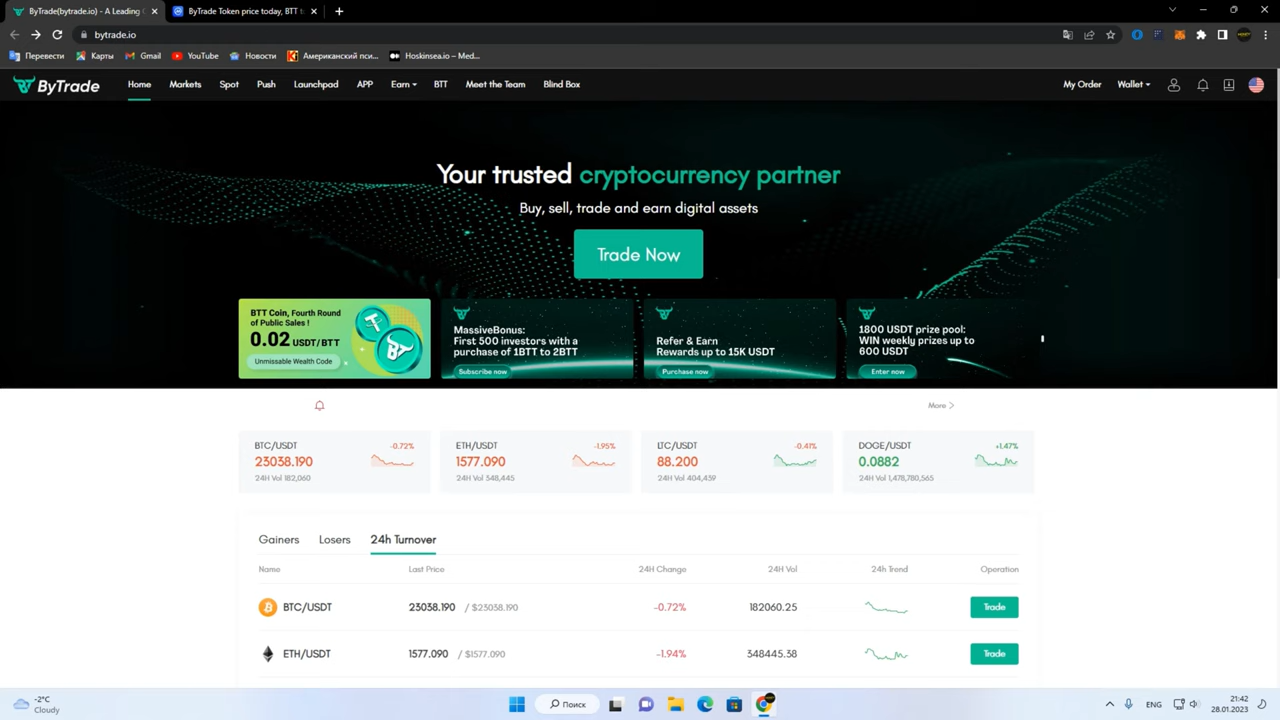 ByTrade(bytrade.io) - A Leading C
ByTrade Token price today, BTT t
bytrade.io
Перевести
Карты
Gmail
YouTube
Новости
Американский пси...
Hoskinsea.io – Med...
ByTrade
Home
Markets
Spot
Push
Launchpad
APP
Earn
BTT
Meet the Team
Blind Box
My Order
Wallet
Your trusted cryptocurrency partner
Buy, sell, trade and earn digital assets
Trade Now
BTT Coin, Fourth Round
of Public Sales !
0.02 USDT/BTT
Unmissable Wealth Code
MassiveBonus:
First 500 investors with a
purchase of 1BTT to 2BTT
Subscribe now
Refer & Earn
Rewards up to 15K USDT
Purchase now
1800 USDT prize pool:
WIN weekly prizes up to
600 USDT
Enter now
More
BTC/USDT -0.72%
23038.190
24H Vol 182,060
ETH/USDT -1.95%
1577.090
24H Vol 348,445
LTC/USDT -0.41%
88.200
24H Vol 404,439
DOGE/USDT +1.47%
0.0882
24H Vol 1,478,780,565
Gainers Losers 24h Turnover
Name Last Price 24H Change 24H Vol 24h Trend Operation
BTC/USDT 23038.190 / $23038.190 -0.72% 182060.25 Trade
ETH/USDT 1577.090 / $1577.090 -1.94% 348445.38 Trade
-2°C
Cloudy
Поиск
ENG
21:42
28.01.2023